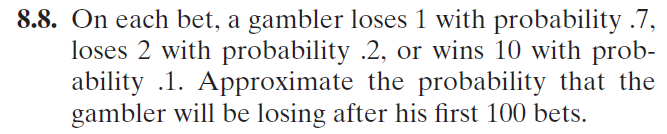 8.8. On each bet, a gambler loses 1 with probability .7,
loses 2 with probability .2, or wins 10 with prob-
ability .1. Approximate the probability that the
gambler will be losing after his first 100 bets.